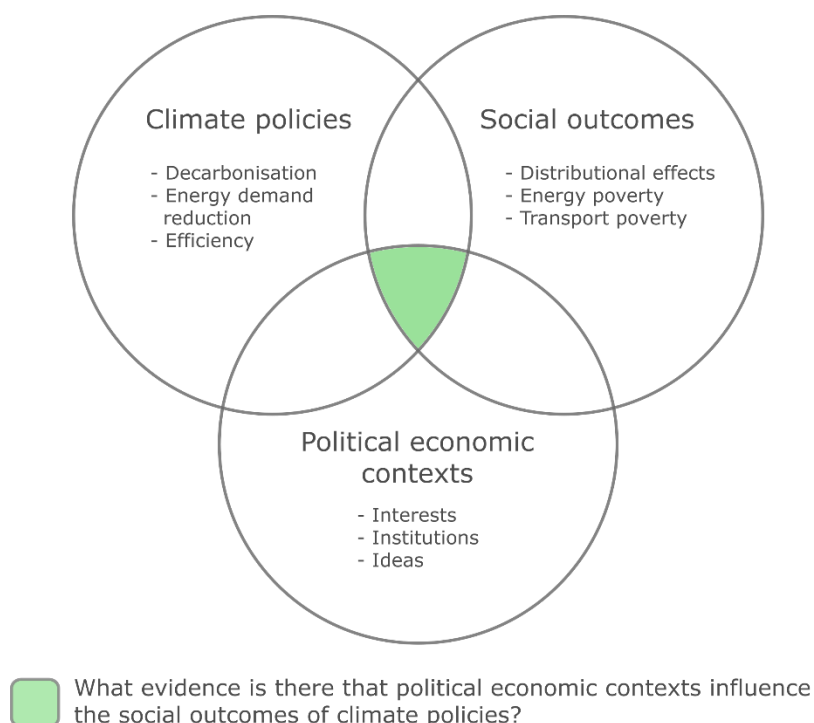 Climate policies
- Decarbonisation
- Energy demand
reduction
- Efficiency
Social outcomes
- Distributional effects
- Energy poverty
- Transport poverty
Political economic
contexts
- Interests
- Institutions
- Ideas
What evidence is there that political economic contexts influence
the social outcomes of climate policies?